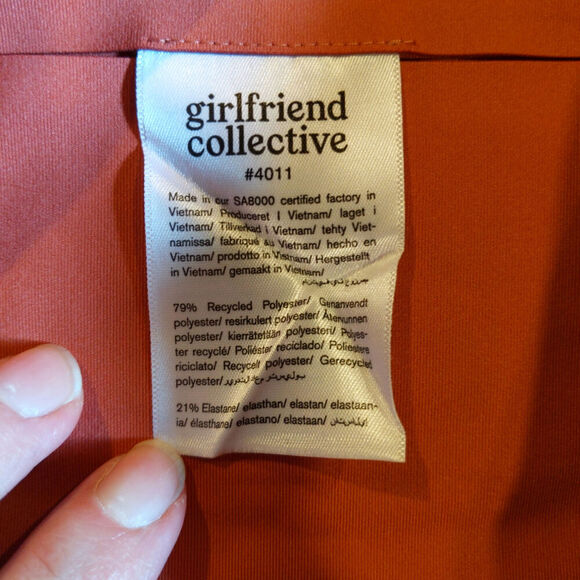 girlfriend
collective
#4011
Made in our SA8000 certified factory in
Vietnam/ Produceret I Vietnam/ laget i
Vietnam/ Tillverkad i Vietnam/ tehty Viet-
namissa/ fabriqué au Vietnam/ hecho en
Vietnam/ prodotto in Vietnam/ Hergestellt
in Vietnam/ gemaakt in Vietnam/
79% Recycled Polyester/ Genanvendt
polyester/ resirkulert polyester/ Återvunnen
polyester/ kierrätetään polyesteri/ Polyes-
ter recyclé/ Poliéster reciclado/ Poliestere
riciclato/ Recycelt polyester/ Gerecycled
polyester/
21% Elastane/ elasthan/ elastan/ elastaan-
ia/ élasthane/ elastano/ elastaan/